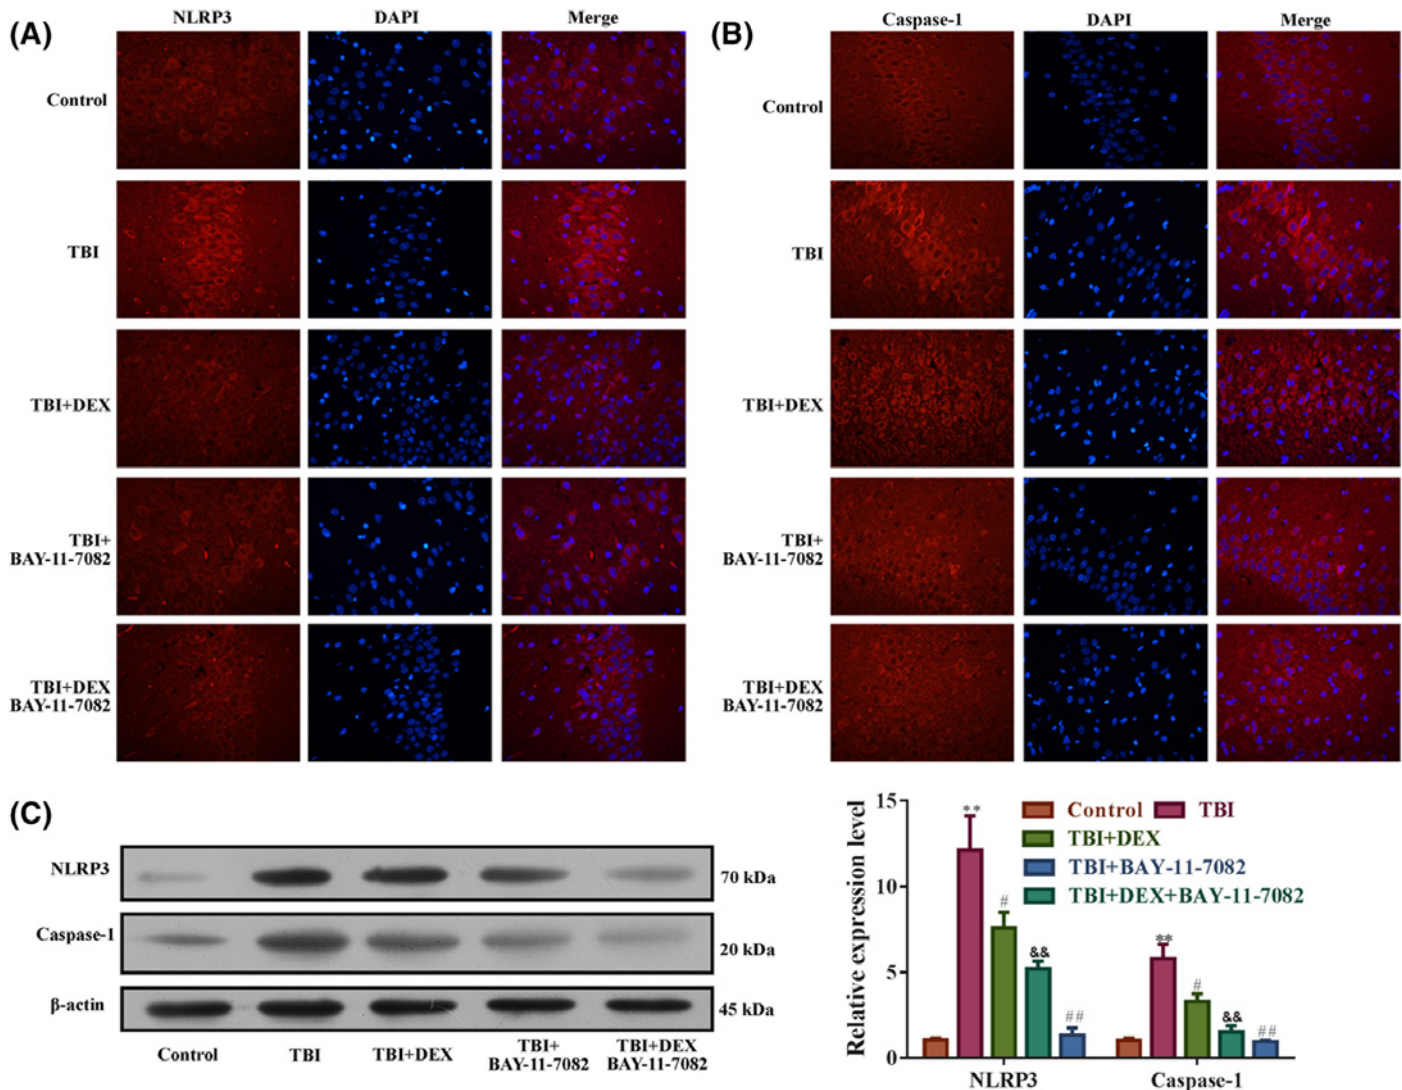 (A)
NLRP3 DAPI Merge
Control
TBI
TBI+DEX
TBI+
BAY-11-7082
TBI+DEX
BAY-11-7082
(B)
Caspase-1 DAPI Merge
Control
TBI
TBI+DEX
TBI+
BAY-11-7082
TBI+DEX
BAY-11-7082
(C)
NLRP3 70 kDa
Caspase-1 20 kDa
β-actin 45 kDa
Control TBI TBI+DEX TBI+ TBI+DEX
BAY-11-7082 BAY-11-7082
Relative expression level
15
10
5
0
Control TBI
TBI+DEX
TBI+BAY-11-7082
TBI+DEX+BAY-11-7082
** # && ##
** # && ##
NLRP3 Caspase-1